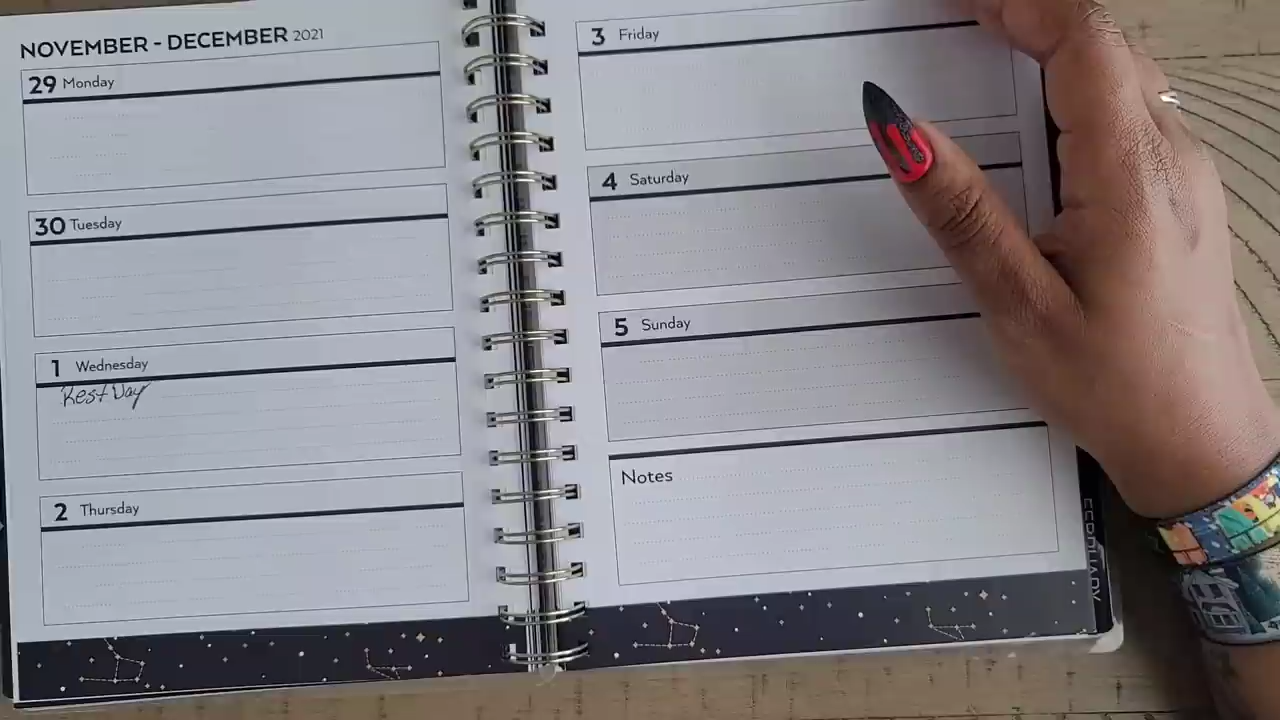 NOVEMBER - DECEMBER 2021
29 Monday
30 Tuesday
1 Wednesday
Rest Day
2 Thursday
3 Friday
4 Saturday
5 Sunday
Notes
FEBRUARY